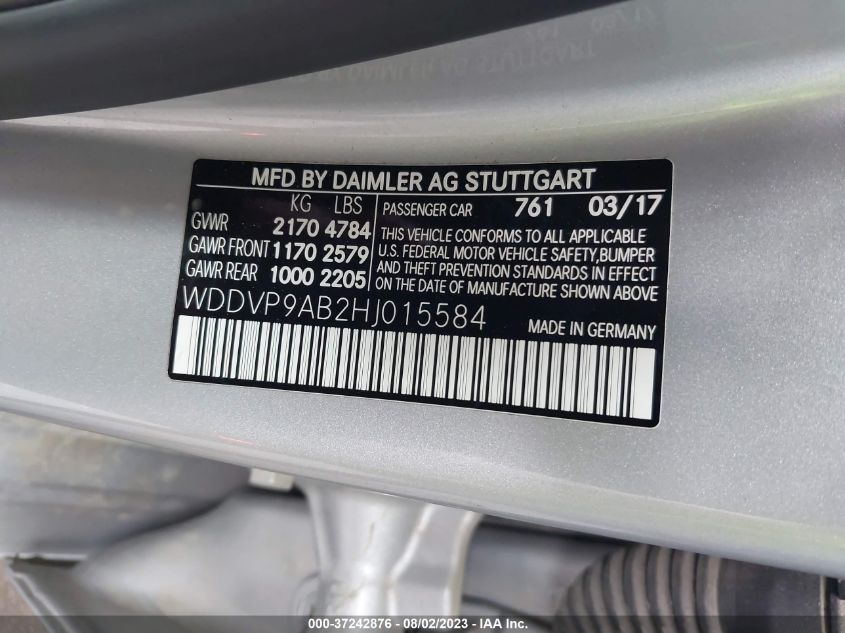 MFD BY DAIMLER AG STUTTGART
KG LBS
GVWR 2170 4784
GAWR FRONT 1170 2579
GAWR REAR 1000 2205
PASSENGER CAR 761 03/17
THIS VEHICLE CONFORMS TO ALL APPLICABLE
U.S. FEDERAL MOTOR VEHICLE SAFETY,BUMPER
AND THEFT PREVENTION STANDARDS IN EFFECT
ON THE DATE OF MANUFACTURE SHOWN ABOVE
WDDVP9AB2HJ015584
MADE IN GERMANY
000-37242876 - 08/02/2023 - IAA Inc.